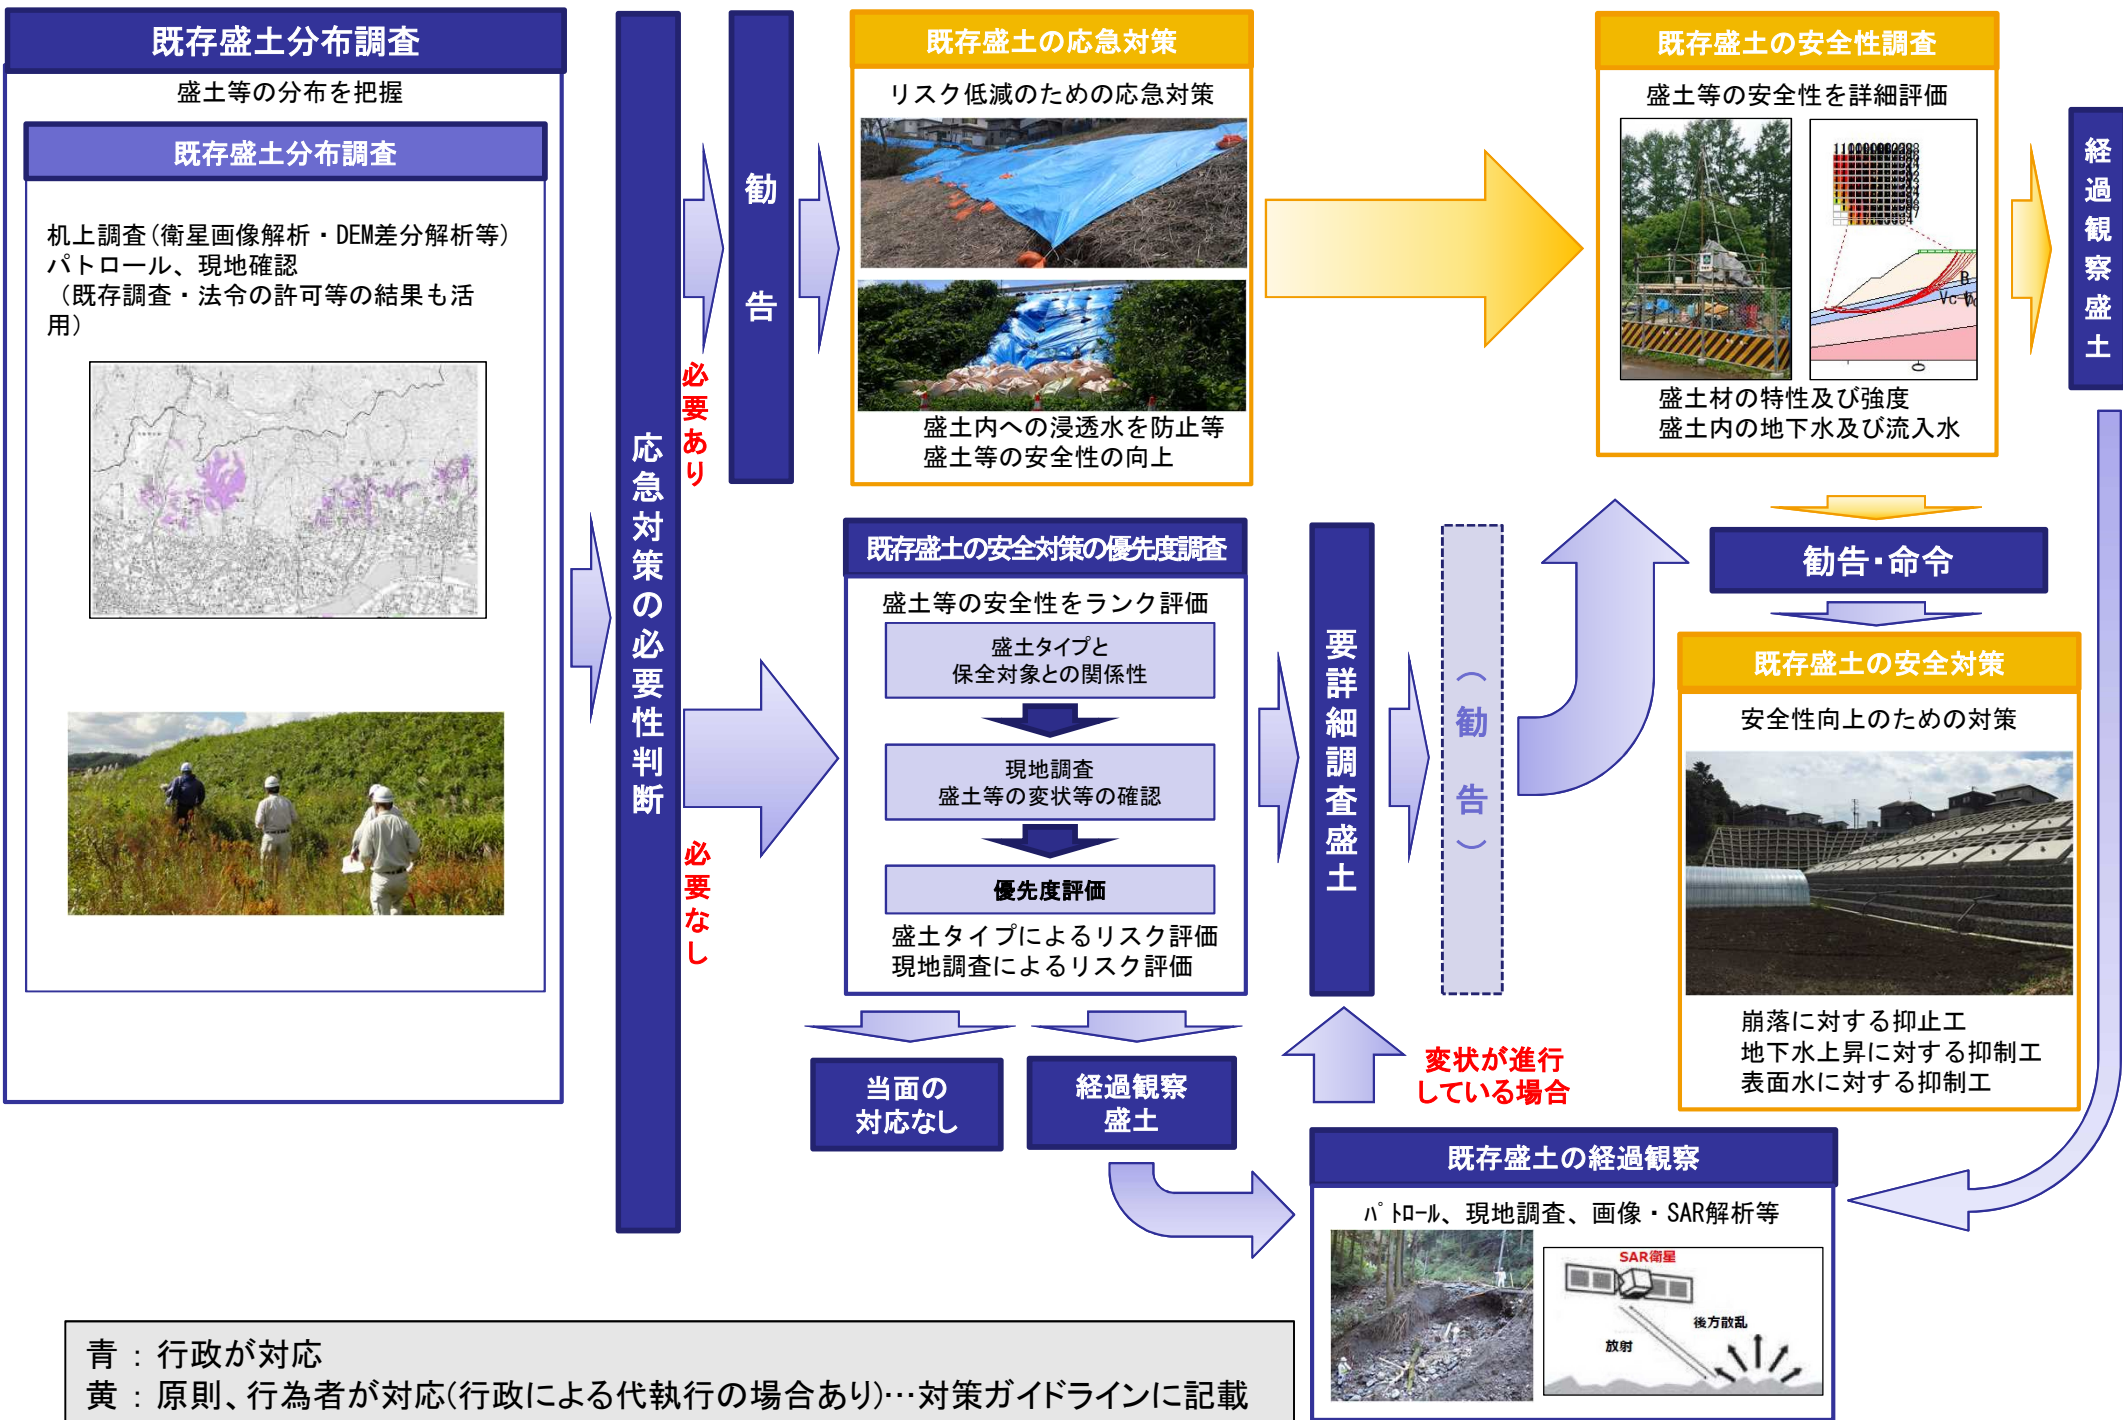 既存盛土分布調査
盛土等の分布を把握
既存盛土分布調査
机上調査(衛星画像解析・DEM差分解析等)
パトロール、現地確認
（既存調査・法令の許可等の結果も活
用）
応急対策の必要性判断
必要あり
必要なし
勧告
既存盛土の応急対策
リスク低減のための応急対策
盛土内への浸透水を防止等
盛土等の安全性の向上
既存盛土の安全性調査
盛土等の安全性を詳細評価
盛土材の特性及び強度
盛土内の地下水及び流入水
経過観察盛土
既存盛土の安全対策の優先度調査
盛土等の安全性をランク評価
盛土タイプと
保全対象との関係性
現地調査
盛土等の変状等の確認
優先度評価
盛土タイプによるリスク評価
現地調査によるリスク評価
要詳細調査盛土
（勧告）
勧告・命令
既存盛土の安全対策
安全性向上のための対策
崩落に対する抑止工
地下水上昇に対する抑制工
表面水に対する抑制工
当面の
対応なし
経過観察
盛土
変状が進行
している場合
既存盛土の経過観察
ﾊﾟﾄﾛｰﾙ、現地調査、画像・SAR解析等
SAR衛星
後方散乱
放射
青：行政が対応
黄：原則、行為者が対応(行政による代執行の場合あり)…対策ガイドラインに記載